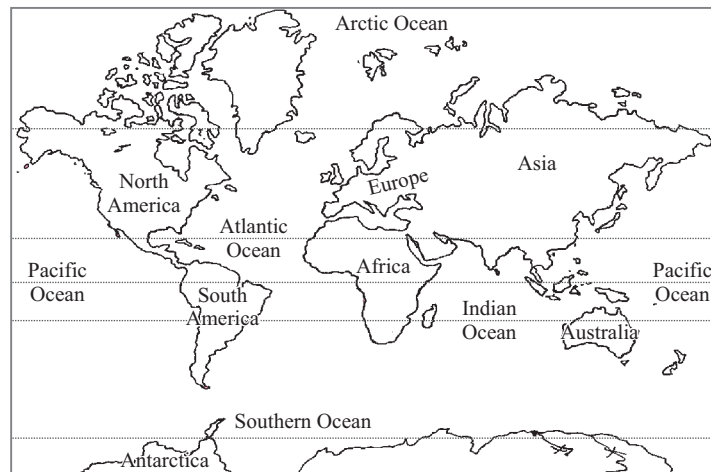 Arctic Ocean
Asia
North
America
Europe
Atlantic
Ocean
Pacific
Ocean
Africa
Pacific
Ocean
South
America
Indian
Ocean
Australia
Southern Ocean
Antarctica